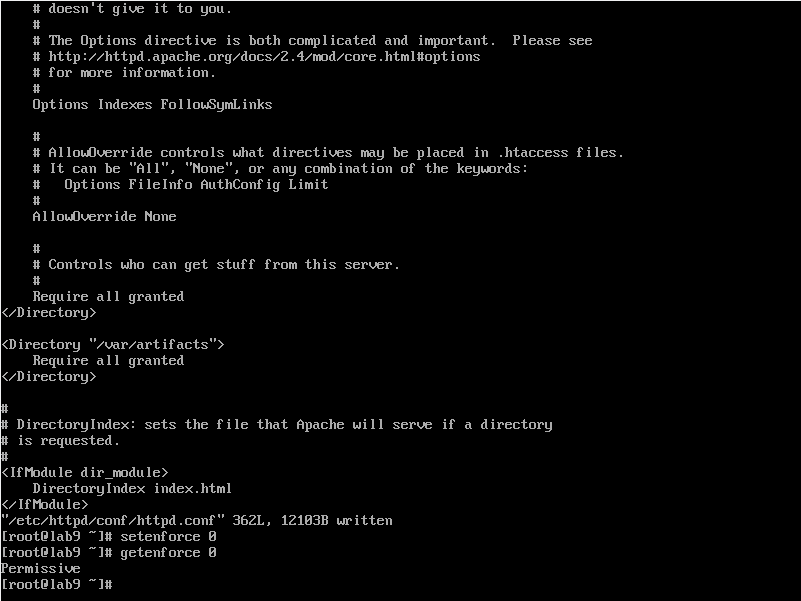 # doesn't give it to you.
    #
    # The Options directive is both complicated and important.  Please see
    # http://httpd.apache.org/docs/2.4/mod/core.html#options
    # for more information.
    #
    Options Indexes FollowSymLinks

    #
    # AllowOverride controls what directives may be placed in .htaccess files.
    # It can be "All", "None", or any combination of the keywords:
    #   Options FileInfo AuthConfig Limit
    #
    AllowOverride None

    #
    # Controls who can get stuff from this server.
    #
    Require all granted
</Directory>

<Directory "/var/artifacts">
    Require all granted
</Directory>

#
# DirectoryIndex: sets the file that Apache will serve if a directory
# is requested.
#
<IfModule dir_module>
    DirectoryIndex index.html
</IfModule>
"/etc/httpd/conf/httpd.conf" 362L, 12103B written
[root@lab9 ~]# setenforce 0
[root@lab9 ~]# getenforce 0
Permissive
[root@lab9 ~]#